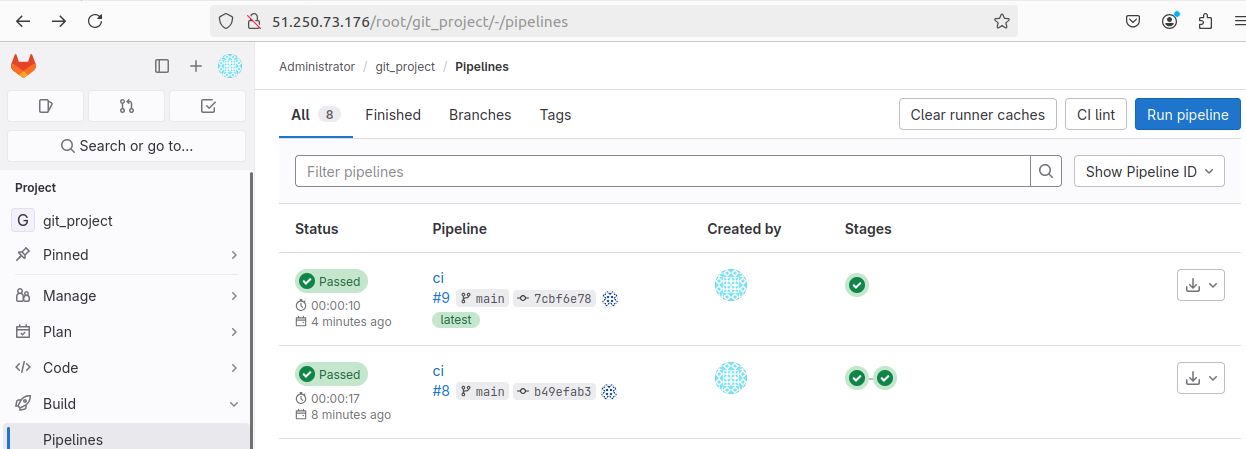 51.250.73.176/root/git_project/-/pipelines
Administrator / git_project / Pipelines
All 8 Finished Branches Tags
Clear runner caches CI lint Run pipeline
Search or go to...
Filter pipelines Show Pipeline ID
Project
G git_project
Pinned
Manage
Plan
Code
Build
Pipelines
Status Pipeline Created by Stages
Passed
00:00:10
4 minutes ago
ci
#9 main 7cbf6e78
latest
Passed
00:00:17
8 minutes ago
ci
#8 main b49efab3